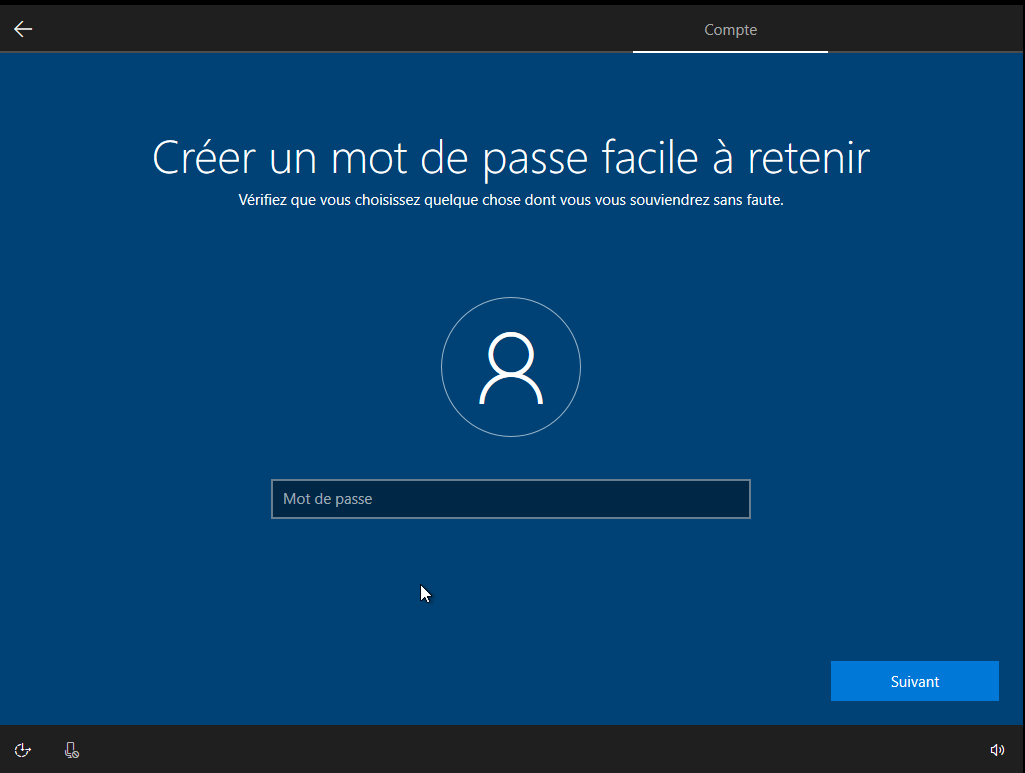 Compte
Créer un mot de passe facile à retenir
Vérifiez que vous choisissez quelque chose dont vous vous souviendrez sans faute.
Mot de passe
Suivant